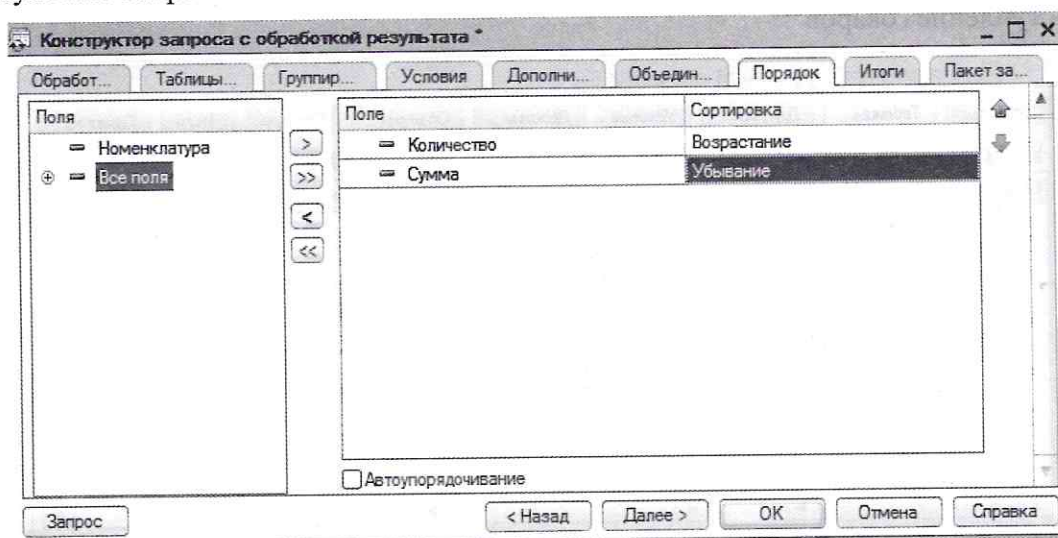 Конструктор запроса с обработкой результата *
Обработ... Таблицы... Группир... Условия Дополни... Объедин... Порядок Итоги Пакет за...
Поля
Номенклатура
Все поля
> 
>>
<
<<
Поле Сортировка
Количество Возрастание
Сумма Убывание
Автоупорядочивание
Запрос < Назад Далее > OK Отмена Справка